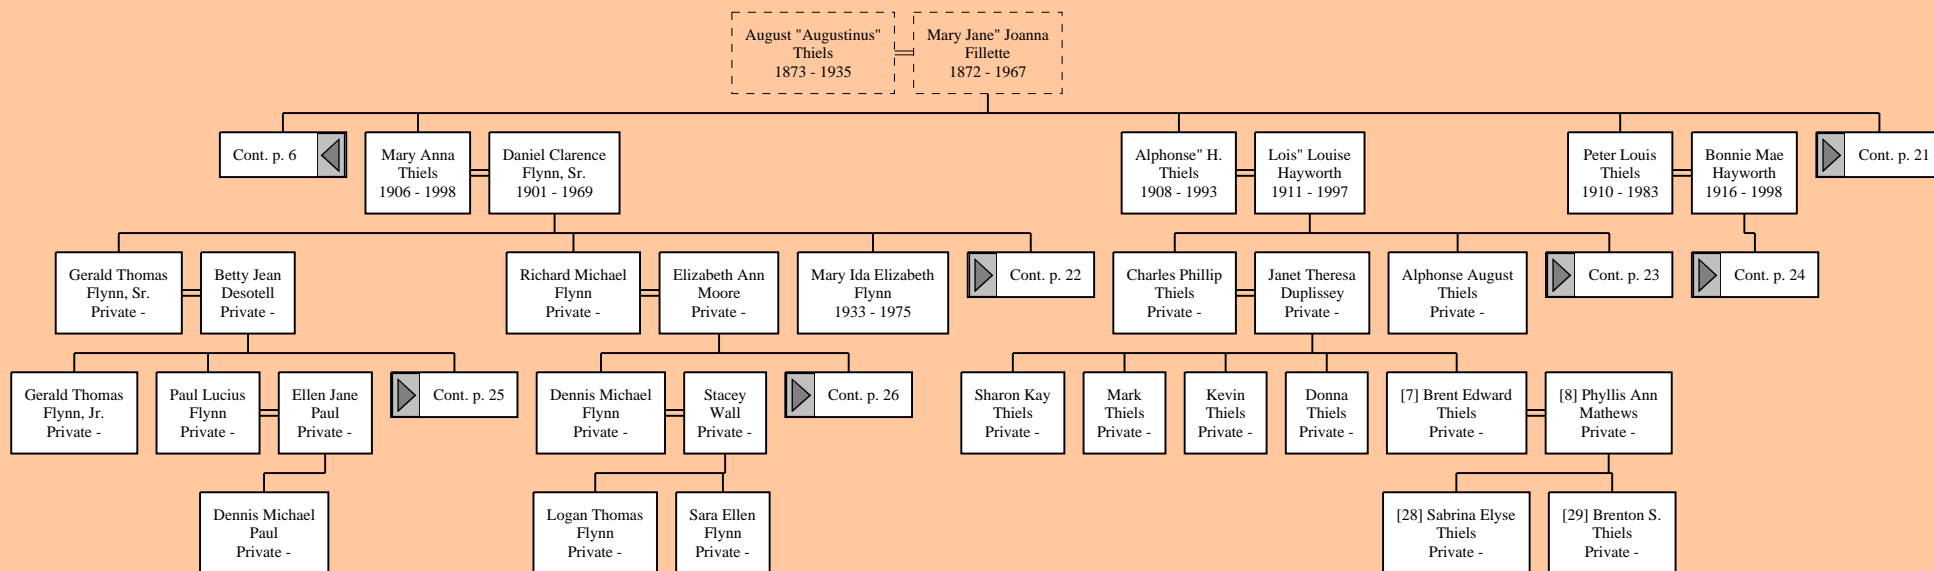 August "Augustinus"
Thiels
1873 - 1935
Mary Jane" Joanna
Fillette
1872 - 1967
Cont. p. 6
Mary Anna
Thiels
1906 - 1998
Daniel Clarence
Flynn, Sr.
1901 - 1969
Alphonse" H.
Thiels
1908 - 1993
Lois" Louise
Hayworth
1911 - 1997
Peter Louis
Thiels
1910 - 1983
Bonnie Mae
Hayworth
1916 - 1998
Cont. p. 21
Gerald Thomas
Flynn, Sr.
Private -
Betty Jean
Desotell
Private -
Richard Michael
Flynn
Private -
Elizabeth Ann
Moore
Private -
Mary Ida Elizabeth
Flynn
1933 - 1975
Cont. p. 22
Charles Phillip
Thiels
Private -
Janet Theresa
Duplissey
Private -
Alphonse August
Thiels
Private -
Cont. p. 23
Cont. p. 24
Gerald Thomas
Flynn, Jr.
Private -
Paul Lucius
Flynn
Private -
Ellen Jane
Paul
Private -
Cont. p. 25
Dennis Michael
Flynn
Private -
Stacey
Wall
Private -
Cont. p. 26
Sharon Kay
Thiels
Private -
Mark
Thiels
Private -
Kevin
Thiels
Private -
Donna
Thiels
Private -
[7] Brent Edward
Thiels
Private -
[8] Phyllis Ann
Mathews
Private -
Dennis Michael
Paul
Private -
Logan Thomas
Flynn
Private -
Sara Ellen
Flynn
Private -
[28] Sabrina Elyse
Thiels
Private -
[29] Brenton S.
Thiels
Private -